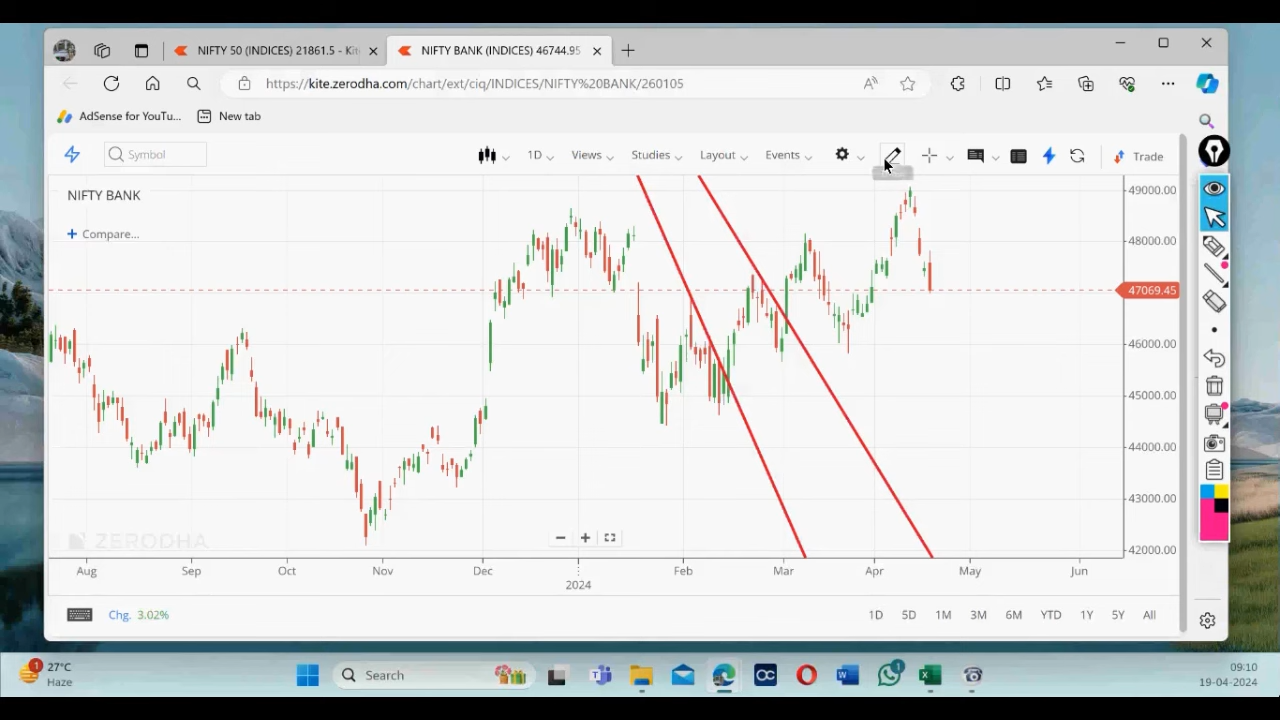 NIFTY 50 (INDICES) 21861.5 - Kit
NIFTY BANK (INDICES) 46744.95
https://kite.zerodha.com/chart/ext/ciq/INDICES/NIFTY%20BANK/260105
AdSense for YouTu...
New tab
Symbol
1D
Views
Studies
Layout
Events
Trade
NIFTY BANK
+ Compare...
49000.00
48000.00
47069.45
46000.00
45000.00
44000.00
43000.00
42000.00
ZERODHA
Aug Sep Oct Nov Dec 2024 Feb Mar Apr May Jun
Chg. 3.02%
1D 5D 1M 3M 6M YTD 1Y 5Y All
1
27°C
Haze
Search
1
09:10
19-04-2024